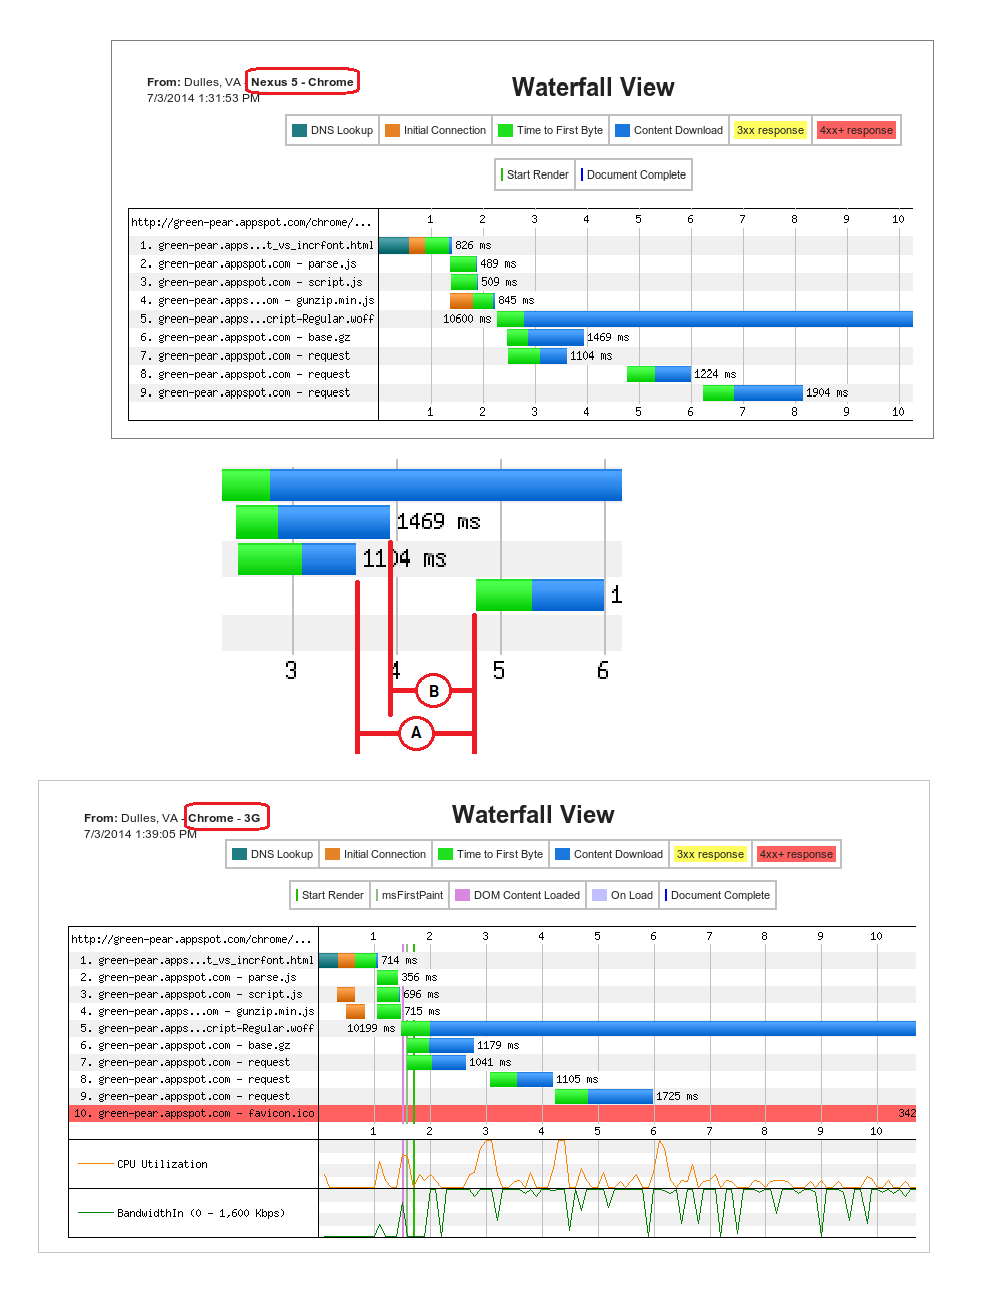 From: Dulles, VA - Nexus 5 - Chrome
7/3/2014 1:31:53 PM
Waterfall View
DNS Lookup Initial Connection Time to First Byte Content Download 3xx response 4xx+ response
Start Render Document Complete
http://green-pear.appspot.com/chrome/... 1 2 3 4 5 6 7 8 9 10
1. green-pear.apps...t_vs_incrfont.html 826 ms
2. green-pear.appspot.com - parse.js 489 ms
3. green-pear.appspot.com - script.js 509 ms
4. green-pear.apps...om - gunzip.min.js 845 ms
5. green-pear.apps...cript-Regular.woff 10600 ms
6. green-pear.appspot.com - base.gz 1469 ms
7. green-pear.appspot.com - request 1104 ms
8. green-pear.appspot.com - request 1224 ms
9. green-pear.appspot.com - request 1904 ms
1 2 3 4 5 6 7 8 9 10
1469 ms
1104 ms
1
3 4 5 6
B
A
From: Dulles, VA - Chrome - 3G
7/3/2014 1:39:05 PM
Waterfall View
DNS Lookup Initial Connection Time to First Byte Content Download 3xx response 4xx+ response
Start Render msFirstPaint DOM Content Loaded On Load Document Complete
http://green-pear.appspot.com/chrome/... 1 2 3 4 5 6 7 8 9 10
1. green-pear.apps...t_vs_incrfont.html 714 ms
2. green-pear.appspot.com - parse.js 356 ms
3. green-pear.appspot.com - script.js 696 ms
4. green-pear.apps...om - gunzip.min.js 715 ms
5. green-pear.apps...cript-Regular.woff 10199 ms
6. green-pear.appspot.com - base.gz 1179 ms
7. green-pear.appspot.com - request 1041 ms
8. green-pear.appspot.com - request 1105 ms
9. green-pear.appspot.com - request 1725 ms
10. green-pear.appspot.com - favicon.ico 342
1 2 3 4 5 6 7 8 9 10
CPU Utilization
BandwidthIn (0 - 1,600 Kbps)